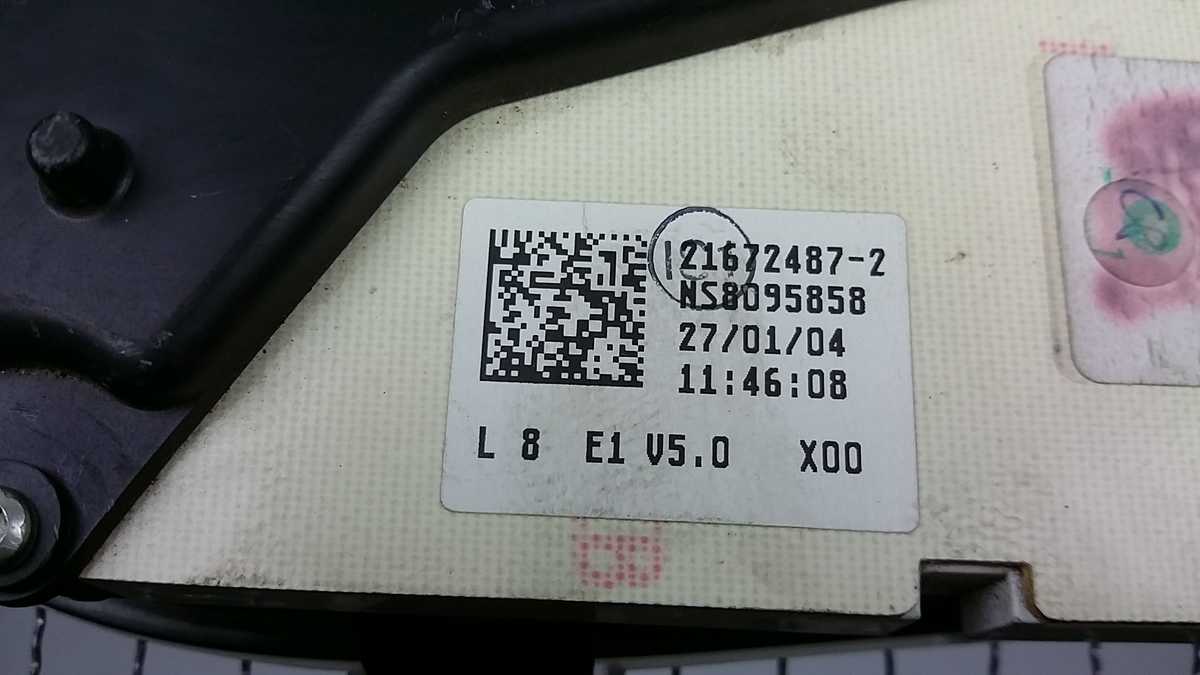 21672487-2
NS8095858
27/01/04
11:46:08
L 8 E1 V5.0 X00